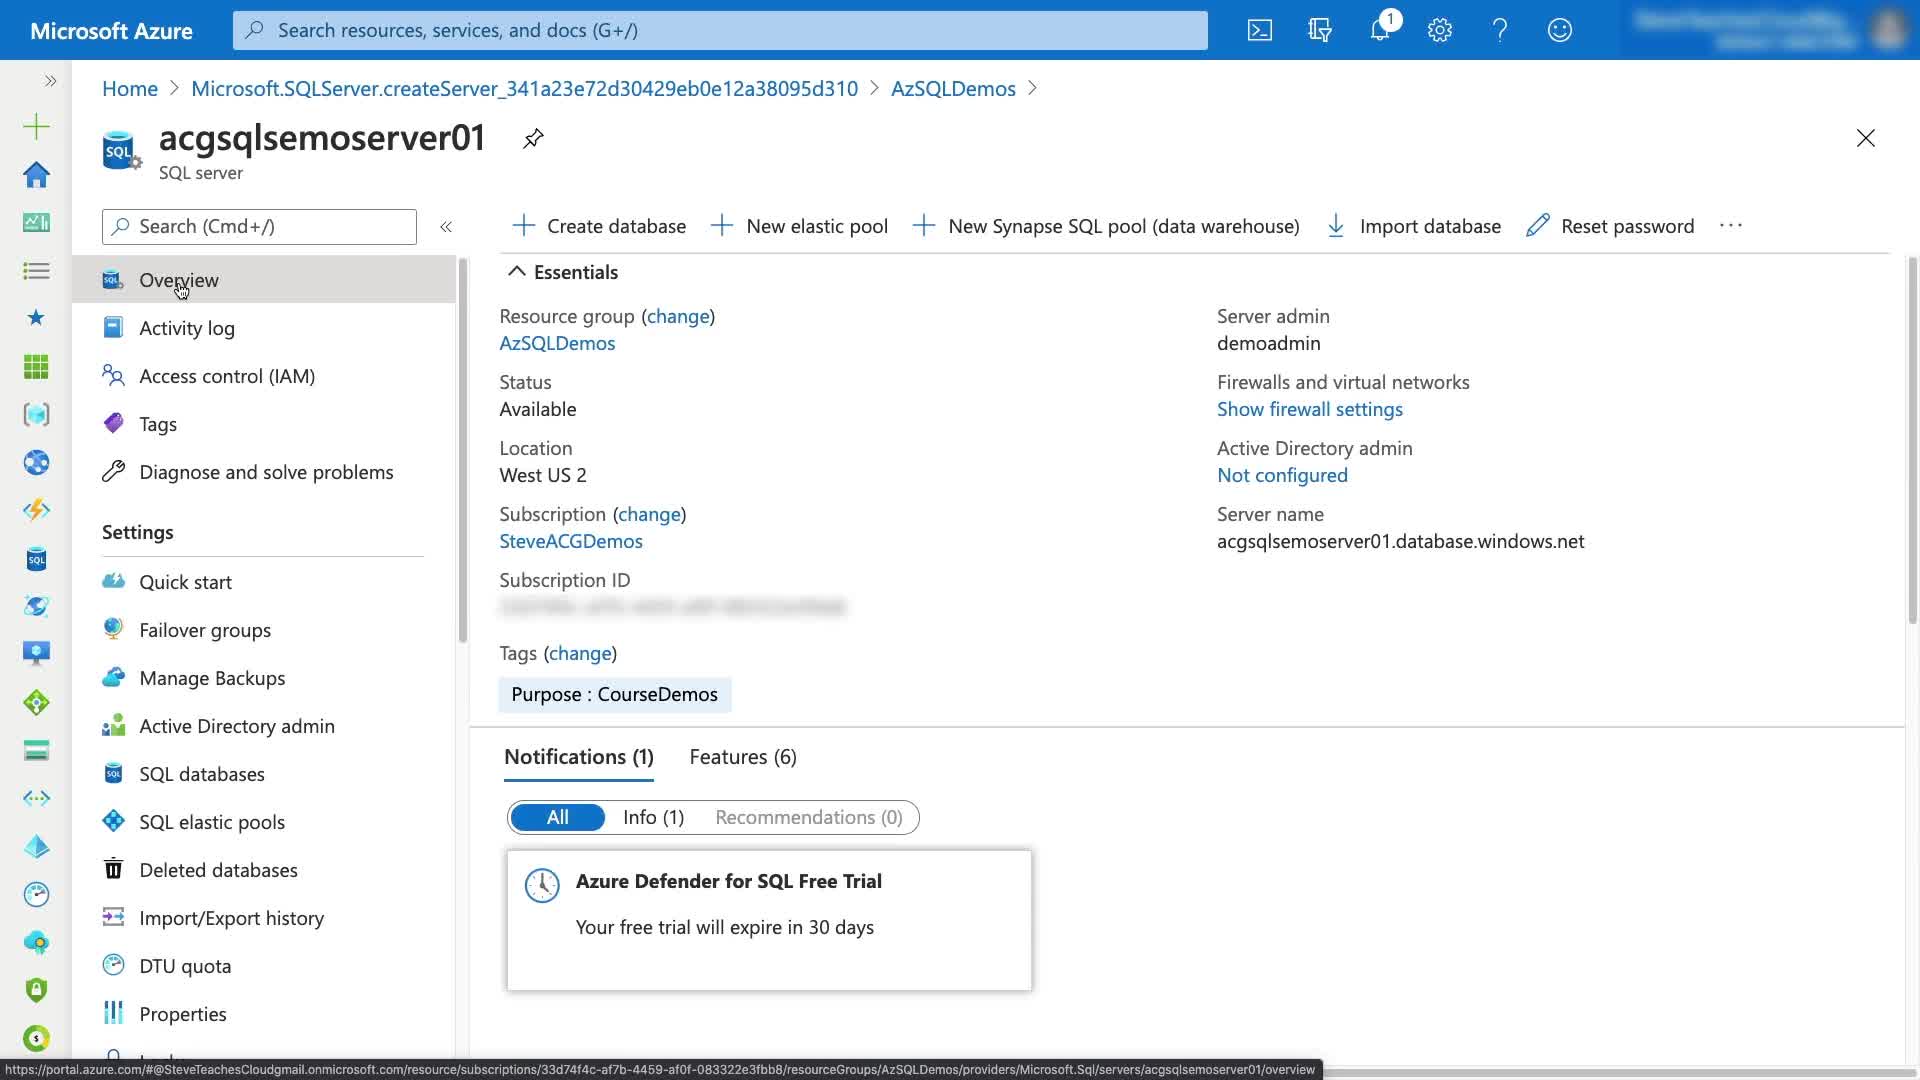 Microsoft Azure
Search resources, services, and docs (G+/)
1
Home > Microsoft.SQLServer.createServer_341a23e72d30429eb0e12a38095d310 > AzSQLDemos >
SQL
acgsqlsemoserver01
SQL server
Search (Cmd+/)
Create database
New elastic pool
New Synapse SQL pool (data warehouse)
Import database
Reset password
Overview
Activity log
Access control (IAM)
Tags
Diagnose and solve problems
Settings
Quick start
Failover groups
Manage Backups
Active Directory admin
SQL databases
SQL elastic pools
Deleted databases
Import/Export history
DTU quota
Properties
Essentials
Resource group (change)
AzSQLDemos
Status
Available
Location
West US 2
Subscription (change)
SteveACGDemos
Subscription ID
Tags (change)
Purpose : CourseDemos
Server admin
demoadmin
Firewalls and virtual networks
Show firewall settings
Active Directory admin
Not configured
Server name
acgsqlsemoserver01.database.windows.net
Notifications (1)
Features (6)
All
Info (1)
Recommendations (0)
Azure Defender for SQL Free Trial
Your free trial will expire in 30 days
https://portal.azure.com/#@SteveTeachesCloudgmail.onmicrosoft.com/resource/subscriptions/33d74f4c-af7b-4459-af0f-083322e3fbb8/resourceGroups/AzSQLDemos/providers/Microsoft.Sql/servers/acgsqlsemoserver01/overview